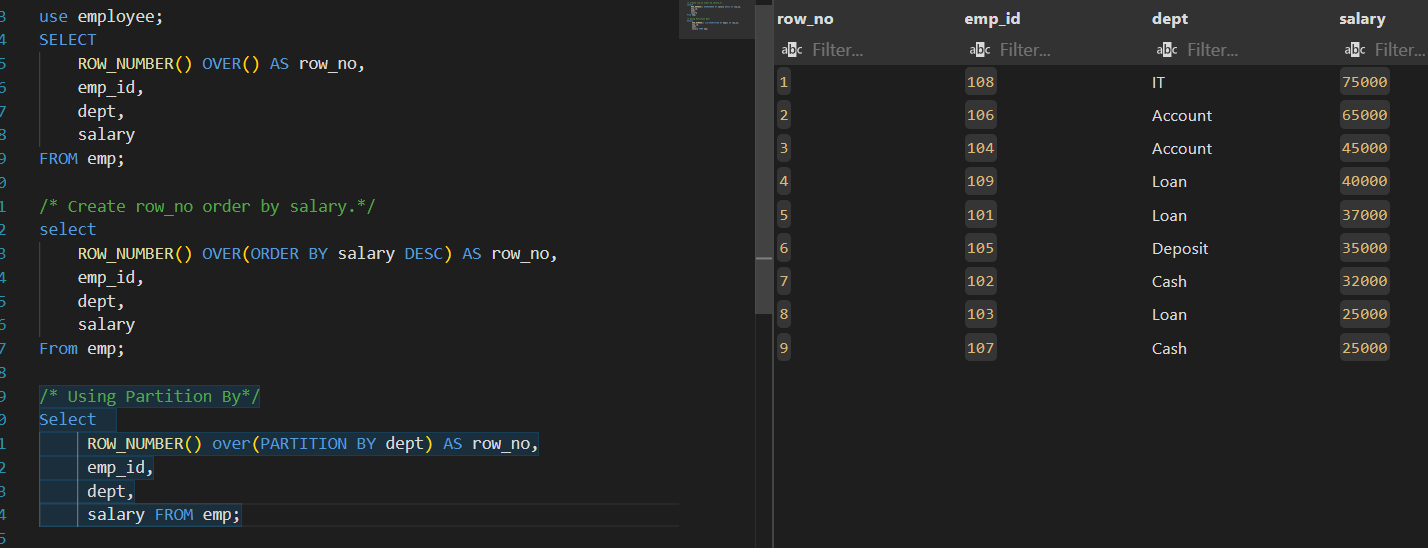 3 use employee;
4 SELECT
5 ROW_NUMBER() OVER() AS row_no,
6 emp_id,
7 dept,
8 salary
9 FROM emp;
0
1 /* Create row_no order by salary.*/
2 select
3 ROW_NUMBER() OVER(ORDER BY salary DESC) AS row_no,
4 emp_id,
5 dept,
6 salary
7 From emp;
8
9 /* Using Partition By*/
0 Select
1 ROW_NUMBER() over(PARTITION BY dept) AS row_no,
2 emp_id,
3 dept,
4 salary FROM emp;
5
row_no emp_id dept salary
abc Filter... abc Filter... abc Filter... abc Filter...
1 108 IT 75000
2 106 Account 65000
3 104 Account 45000
4 109 Loan 40000
5 101 Loan 37000
6 105 Deposit 35000
7 102 Cash 32000
8 103 Loan 25000
9 107 Cash 25000